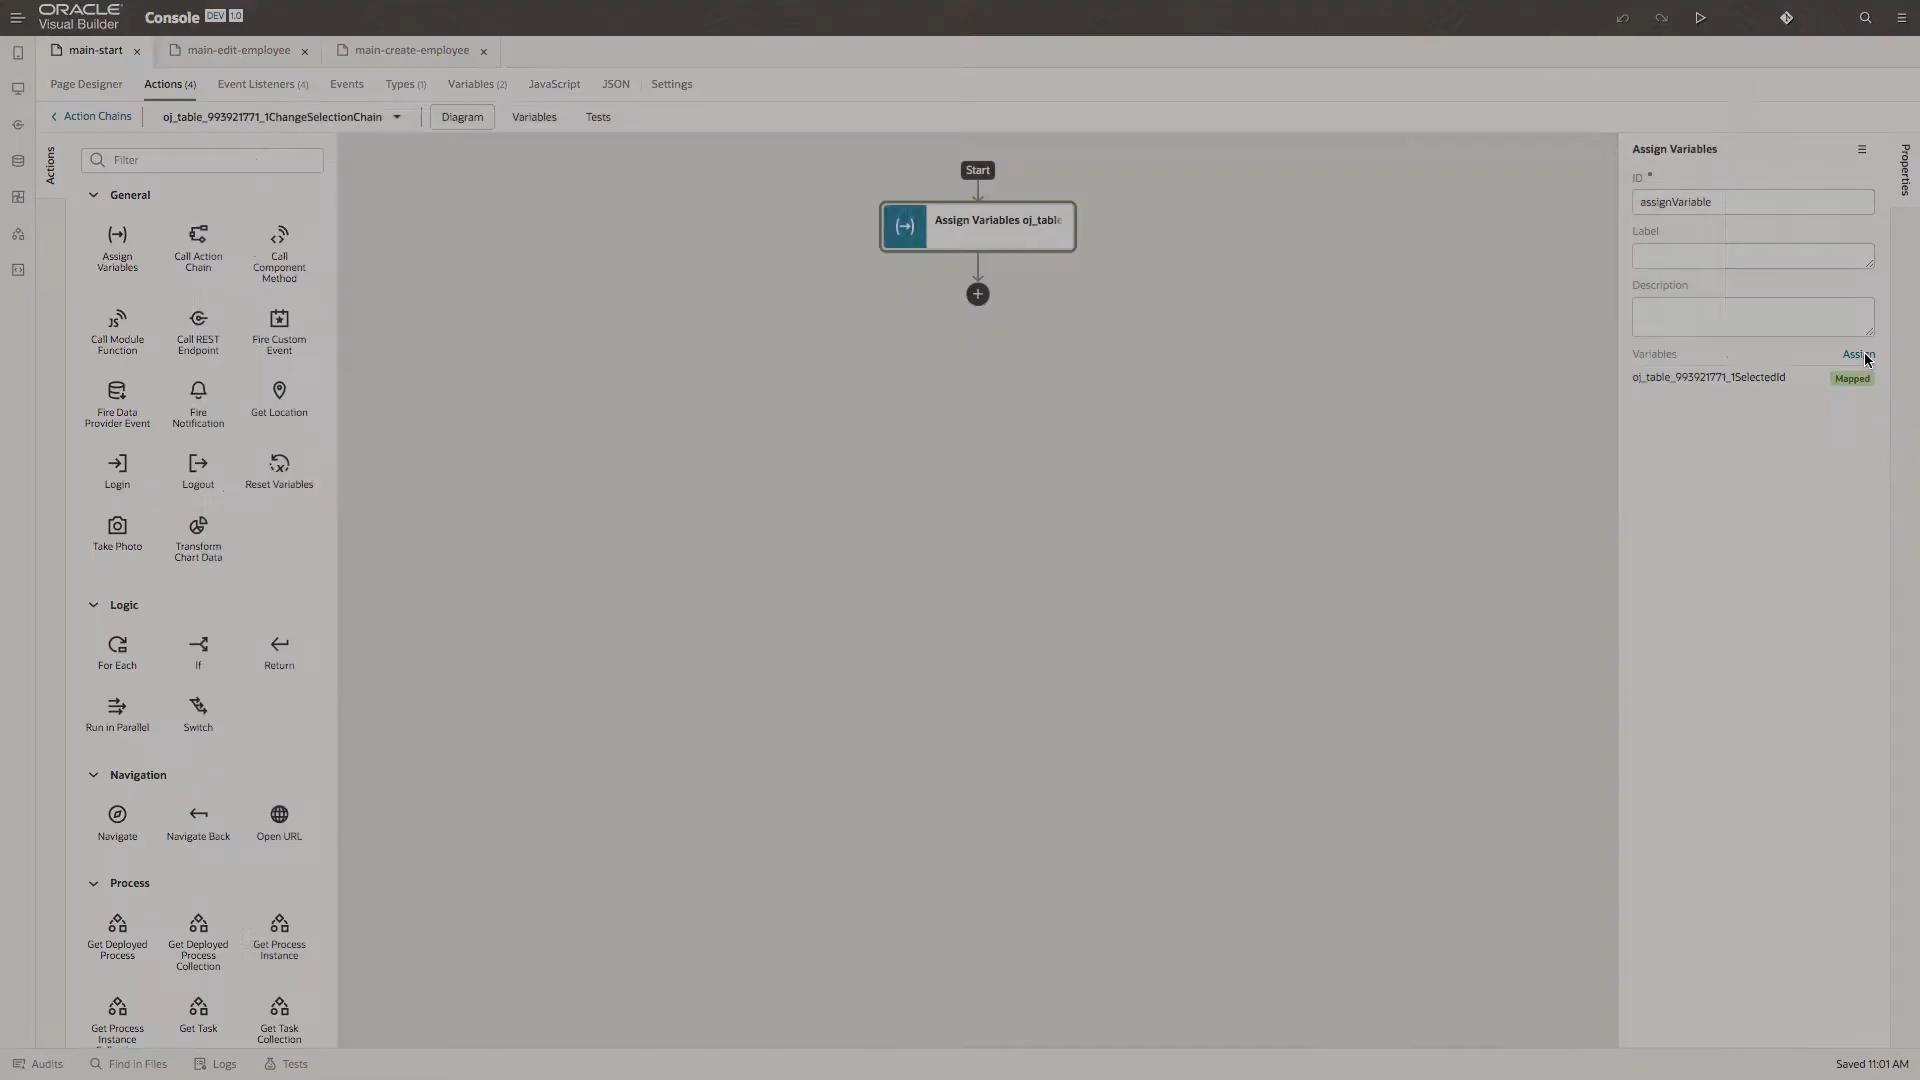 ORACLE
Visual Builder
Console DEV 1.0
main-start
main-edit-employee
main-create-employee
Page Designer
Actions (4)
Event Listeners (4)
Events
Types (1)
Variables (2)
JavaScript
JSON
Settings
Action Chains
oj_table_993921771_1ChangeSelectionChain
Diagram
Variables
Tests
Actions
Filter
General
Assign Variables
Call Action Chain
Call Component Method
Call Module Function
Call REST Endpoint
Fire Custom Event
Fire Data Provider Event
Fire Notification
Get Location
Login
Logout
Reset Variables
Take Photo
Transform Chart Data
Logic
For Each
If
Return
Run in Parallel
Switch
Navigation
Navigate
Navigate Back
Open URL
Process
Get Deployed Process
Get Deployed Process Collection
Get Process Instance
Get Process Instance
Get Task
Get Task Collection
Start
Assign Variables oj_table
Assign Variables
Properties
ID *
assignVariable
Label
Description
Variables
Assign
oj_table_993921771_1SelectedId
Mapped
Audits
Find in Files
Logs
Tests
Saved 11:01 AM